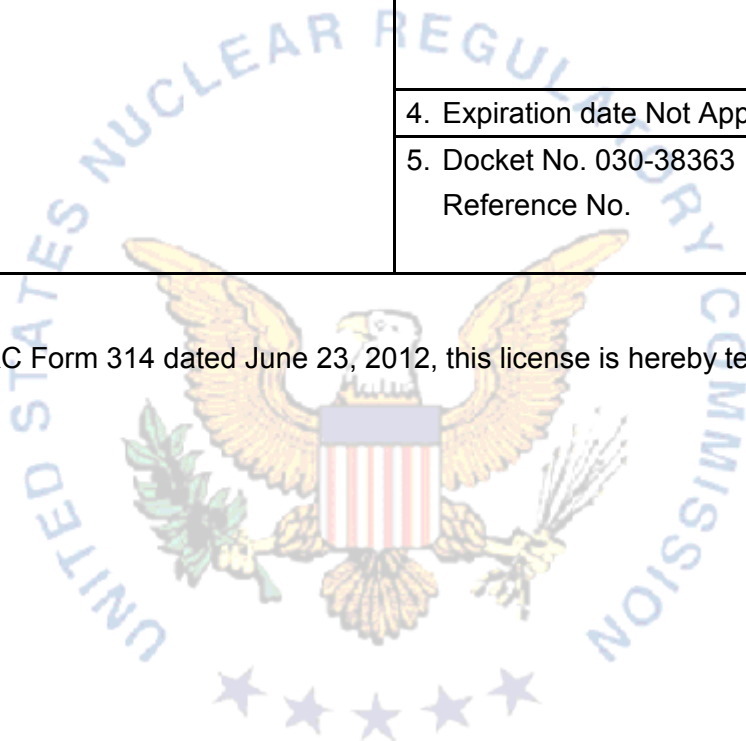 UNITED STATES NUCLEAR REGULATORY COMMISSION
4. Expiration date Not App
5. Docket No. 030-38363
Reference No.
C Form 314 dated June 23, 2012, this license is hereby te